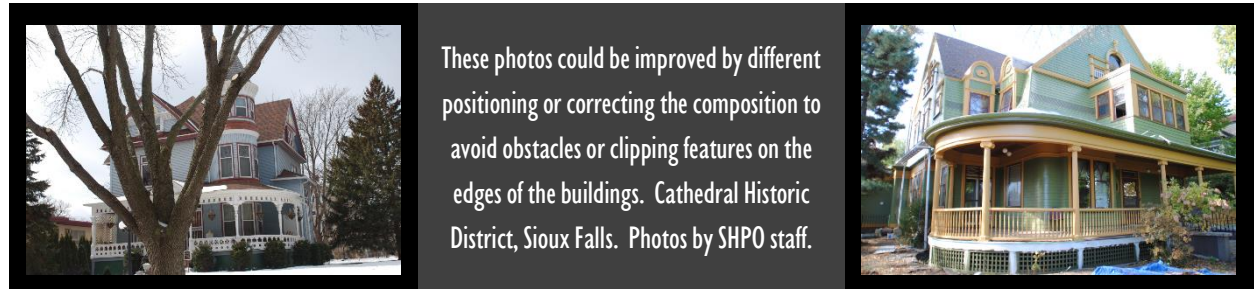 These photos could be improved by different
positioning or correcting the composition to
avoid obstacles or clipping features on the
edges of the buildings.  Cathedral Historic
District, Sioux Falls.  Photos by SHPO staff.